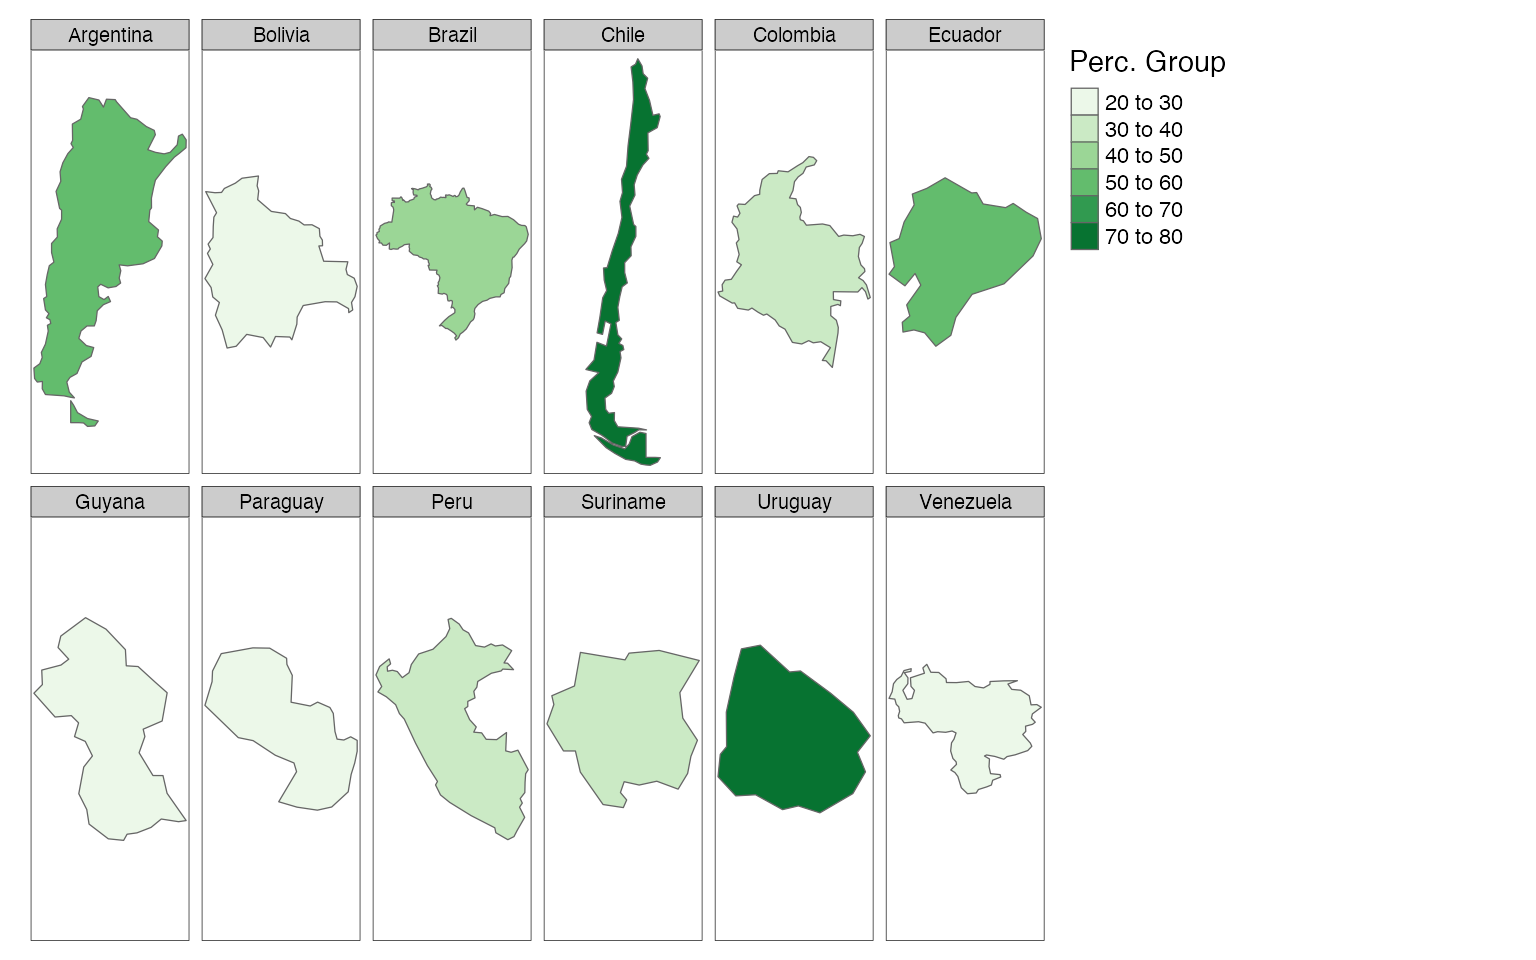 Argentina
Bolivia
Brazil
Chile
Colombia
Ecuador
Perc. Group
20 to 30
30 to 40
40 to 50
50 to 60
60 to 70
70 to 80
Guyana
Paraguay
Peru
Suriname
Uruguay
Venezuela